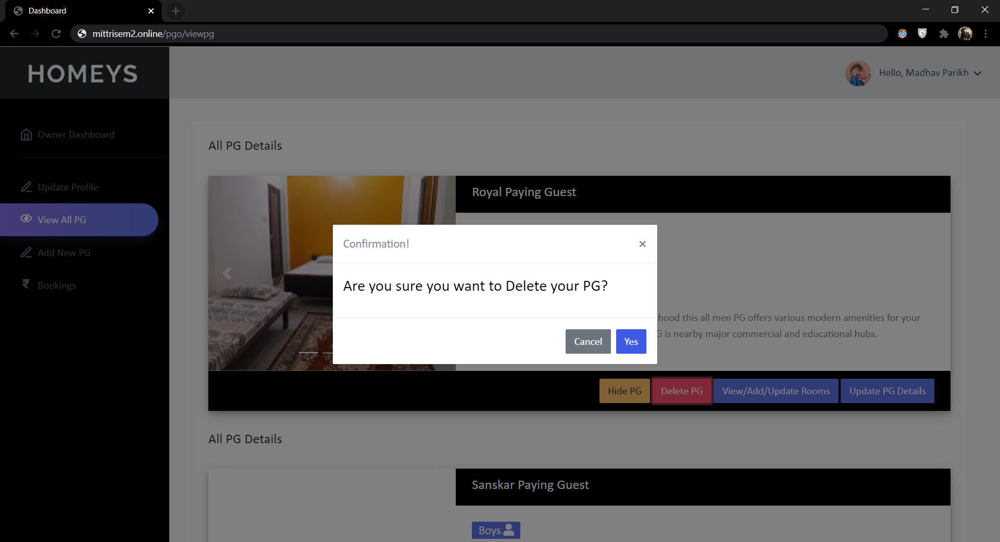 Dashboard
mittrisem2.online/pgo/viewpg
HOMEYS
Hello, Madhav Parikh
Owner Dashboard
Update Profile
View All PG
Add New PG
Bookings
All PG Details
Royal Paying Guest
Confirmation!
Are you sure you want to Delete your PG?
Cancel
Yes
hood this all men PG offers various modern amenities for your
G is nearby major commercial and educational hubs.
Hide PG
Delete PG
View/Add/Update Rooms
Update PG Details
All PG Details
Sanskar Paying Guest
Boys